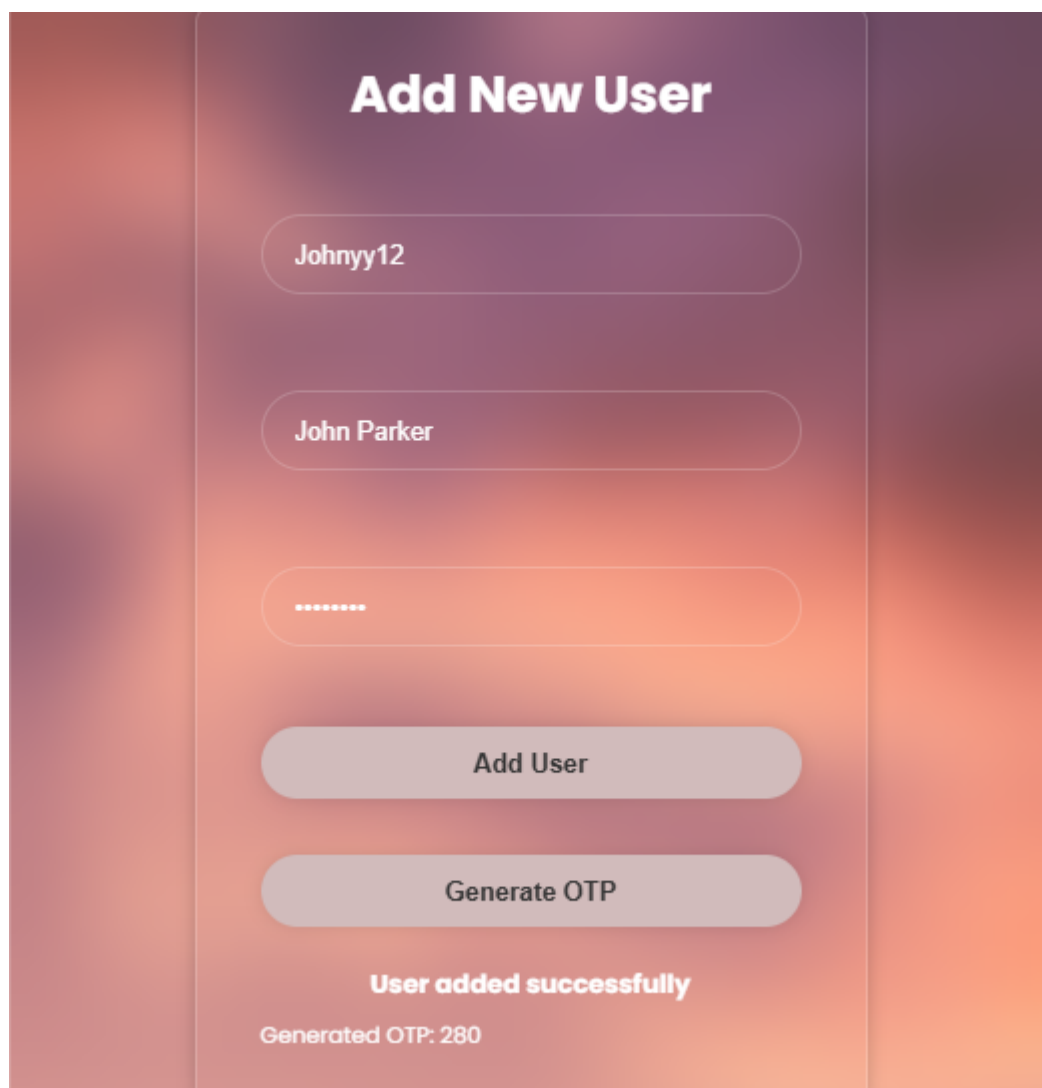 Add New User
Johnyy12
John Parker
••••••••
Add User
Generate OTP
User added successfully
Generated OTP: 280